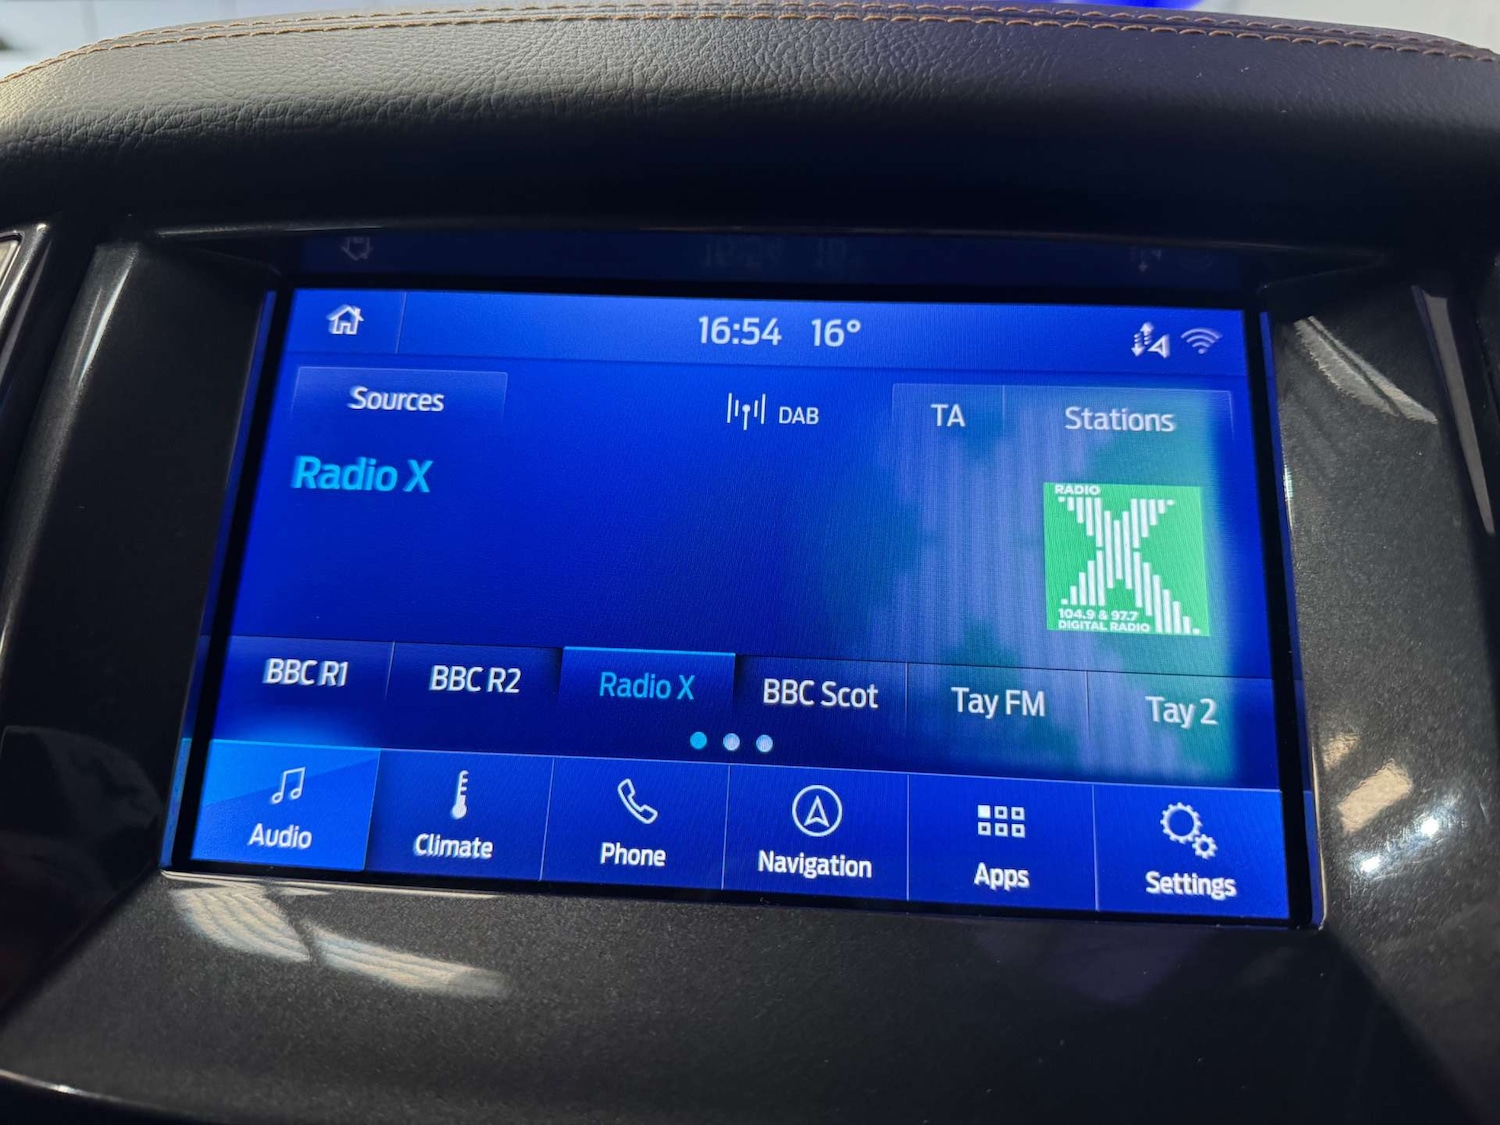 16:54 16°
Sources
DAB
TA
Stations
Radio X
RADIO
X
104.9 & 97.7
DIGITAL RADIO
BBC R1
BBC R2
Radio X
BBC Scot
Tay FM
Tay 2
Audio
Climate
Phone
Navigation
Apps
Settings